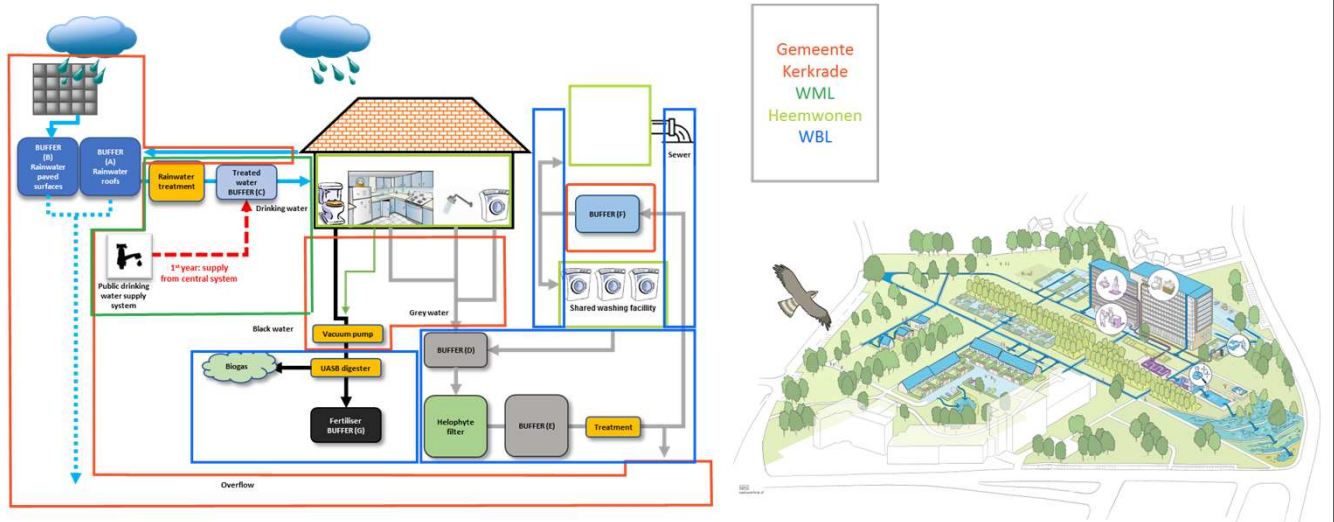 BUFFER
(B)
Rainwater
paved
surfaces
BUFFER
(A)
Rainwater
roofs
Rainwater
treatment
Treated
water
BUFFER (C)
Drinking water
1st year: supply
from central system
Public drinking
water supply
system
Black water
Grey water
Vacuum pump
Biogas
UASB digester
Fertiliser
BUFFER (G)
BUFFER(D)
Helophyte
filter
BUFFER(E)
Treatment
BUFFER(F)
Shared washing facillity
Sewer
Overflow
Gemeente
Kerkrade
WML
Heemwonen
WBL